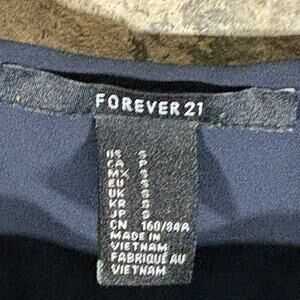 FOREVER 21
US S
CA P
MX S
EU S
UK S
KR S
JP S
CN 160/84A
MADE IN
VIETNAM
FABRIQUÉ AU
VIETNAM